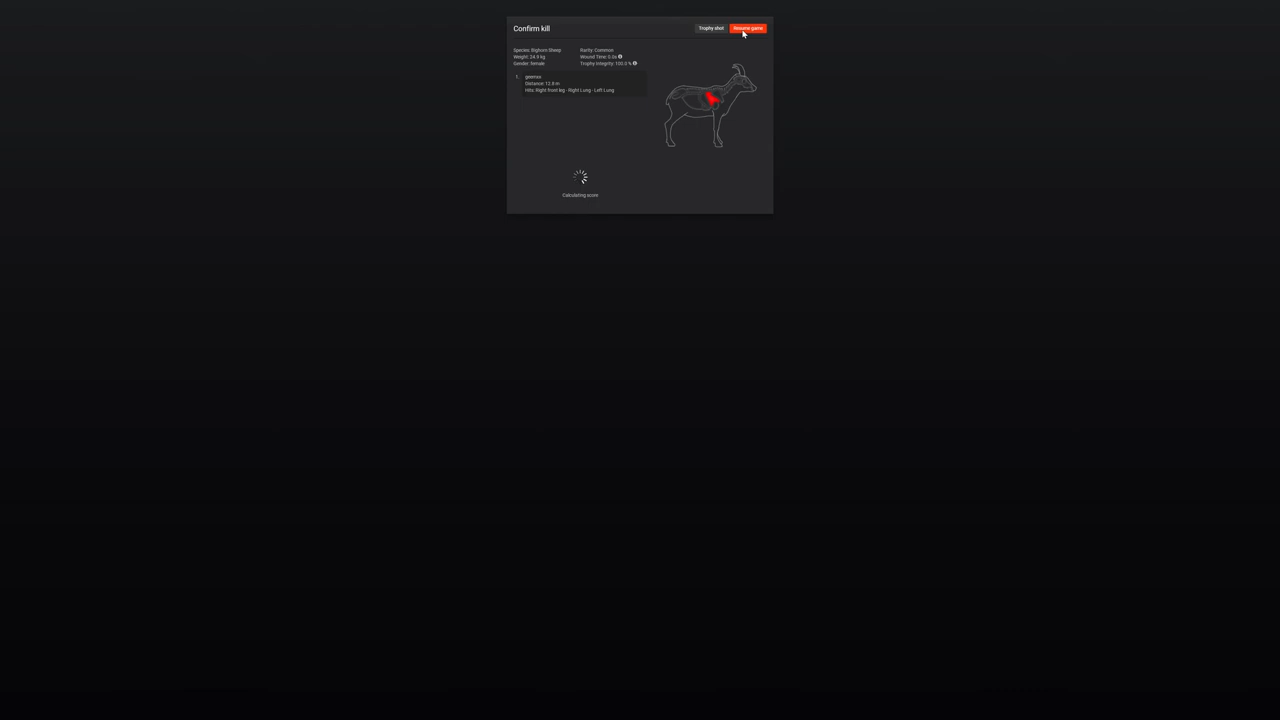 Confirm kill
Trophy shot
Resume game
Species: Bighorn Sheep
Rarity: Common
Weight: 24.9 kg
Wound Time: 0.0s
Gender: female
Trophy Integrity: 100.0 %
1.
Distance: 13.8 m
Hits: Right front leg - Right Lung - Left Lung
Calculating score